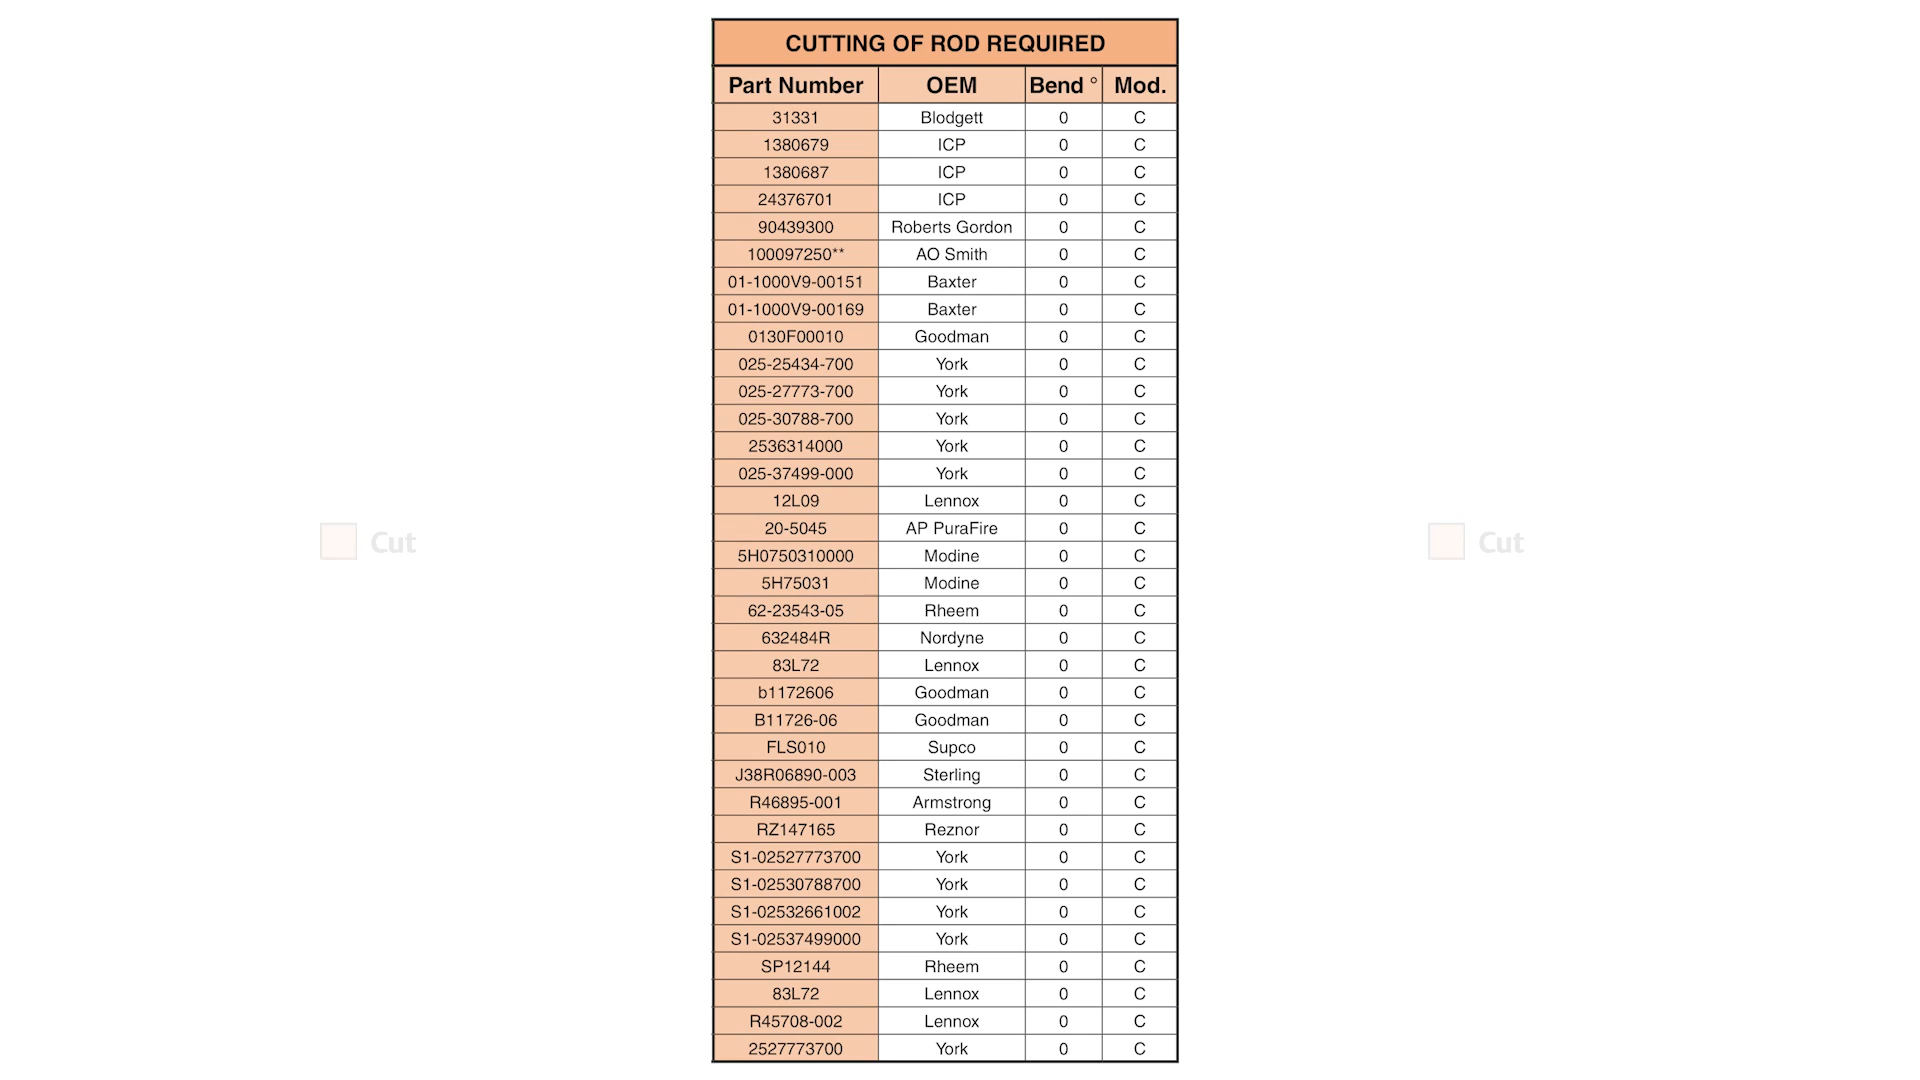 CUTTING OF ROD REQUIRED
Part Number OEM Bend ° Mod.
31331 Blodgett 0 C
1380679 ICP 0 C
1380687 ICP 0 C
24376701 ICP 0 C
90439300 Roberts Gordon 0 C
100097250** AO Smith 0 C
01-1000V9-00151 Baxter 0 C
01-1000V9-00169 Baxter 0 C
0130F00010 Goodman 0 C
025-25434-700 York 0 C
025-27773-700 York 0 C
025-30788-700 York 0 C
2536314000 York 0 C
025-37499-000 York 0 C
12L09 Lennox 0 C
20-5045 AP PuraFire 0 C
5H0750310000 Modine 0 C
5H75031 Modine 0 C
62-23543-05 Rheem 0 C
632484R Nordyne 0 C
83L72 Lennox 0 C
b1172606 Goodman 0 C
B11726-06 Goodman 0 C
FLS010 Supco 0 C
J38R06890-003 Sterling 0 C
R46895-001 Armstrong 0 C
RZ147165 Reznor 0 C
S1-02527773700 York 0 C
S1-02530788700 York 0 C
S1-02532661002 York 0 C
S1-02537499000 York 0 C
SP12144 Rheem 0 C
83L72 Lennox 0 C
R45708-002 Lennox 0 C
2527773700 York 0 C
Cut
Cut